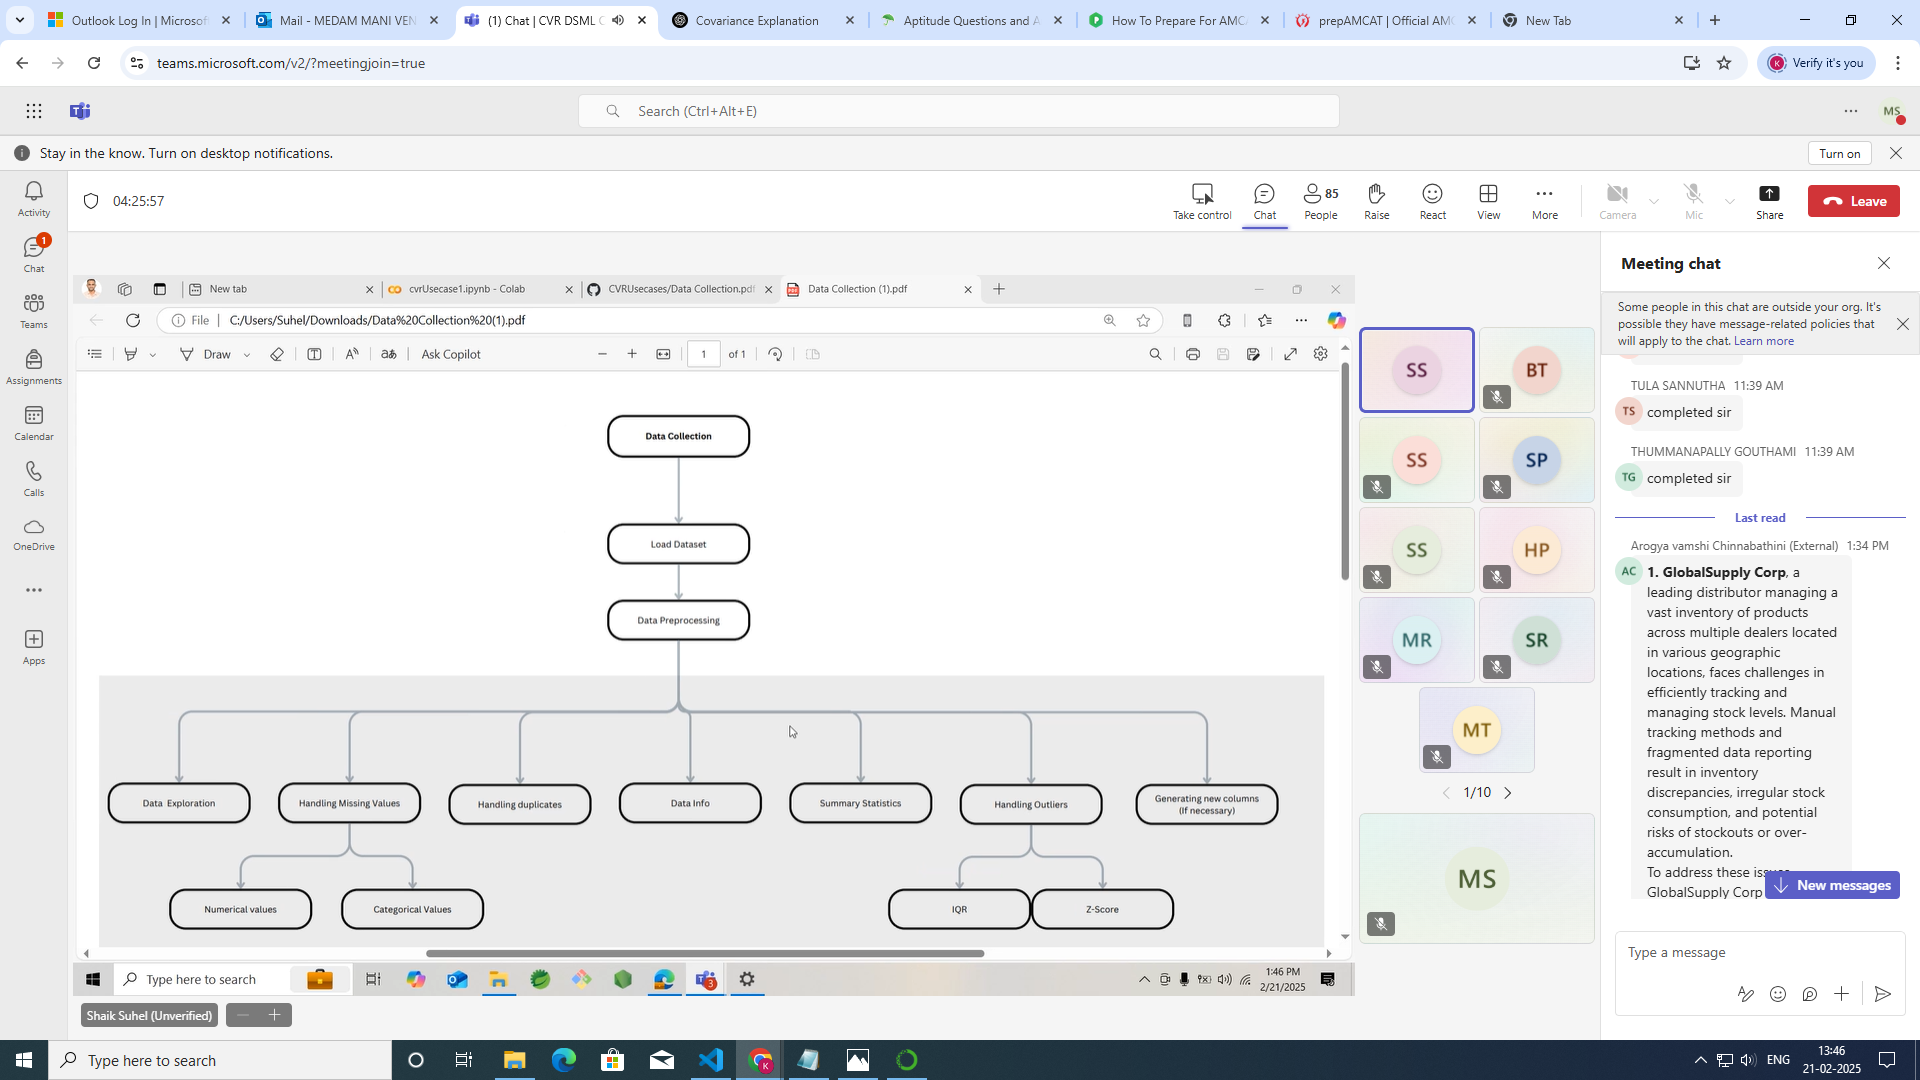 Outlook Log In | Microsof
Mail - MEDAM MANI VEN
(1) Chat | CVR DSML C
Covariance Explanation
Aptitude Questions and A
How To Prepare For AMCA
prepAMCAT | Official AMC
New Tab
teams.microsoft.com/v2/?meetingjoin=true
Verify it's you
Search (Ctrl+Alt+E)
MS
Stay in the know. Turn on desktop notifications.
Turn on
Activity
Chat
1
Teams
Assignments
Calendar
Calls
OneDrive
Apps
04:25:57
Take control
Chat
85
People
Raise
React
View
More
Camera
Mic
Share
Leave
New tab
cvrUsecase1.ipynb - Colab
CVRUsecases/Data Collection.pdf
Data Collection (1).pdf
File
C:/Users/Suhel/Downloads/Data%20Collection%20(1).pdf
Draw
Ask Copilot
1
of 1
Data Collection
Load Dataset
Data Preprocessing
Data Exploration
Handling Missing Values
Handling duplicates
Data Info
Summary Statistics
Handling Outliers
Generating new columns
(If necessary)
Numerical values
Categorical Values
IQR
Z-Score
Type here to search
3
1:46 PM
2/21/2025
Shaik Suhel (Unverified)
SS
BT
SS
SP
SS
HP
MR
SR
MT
1/10
MS
Meeting chat
Some people in this chat are outside your org. It's
possible they have message-related policies that
will apply to the chat. Learn more
TULA SANNUTHA 11:39 AM
TS
completed sir
THUMMANAPALLY GOUTHAMI 11:39 AM
TG
completed sir
Last read
Arogya vamshi Chinnabathini (External) 1:34 PM
AC
1. GlobalSupply Corp, a
leading distributor managing a
vast inventory of products
across multiple dealers located
in various geographic
locations, faces challenges in
efficiently tracking and
managing stock levels. Manual
tracking methods and
fragmented data reporting
result in inventory
discrepancies, irregular stock
consumption, and potential
risks of stockouts or over-
accumulation.
To address these
GlobalSupply Corp
New messages
Type a message
Type here to search
K
ENG
13:46
21-02-2025